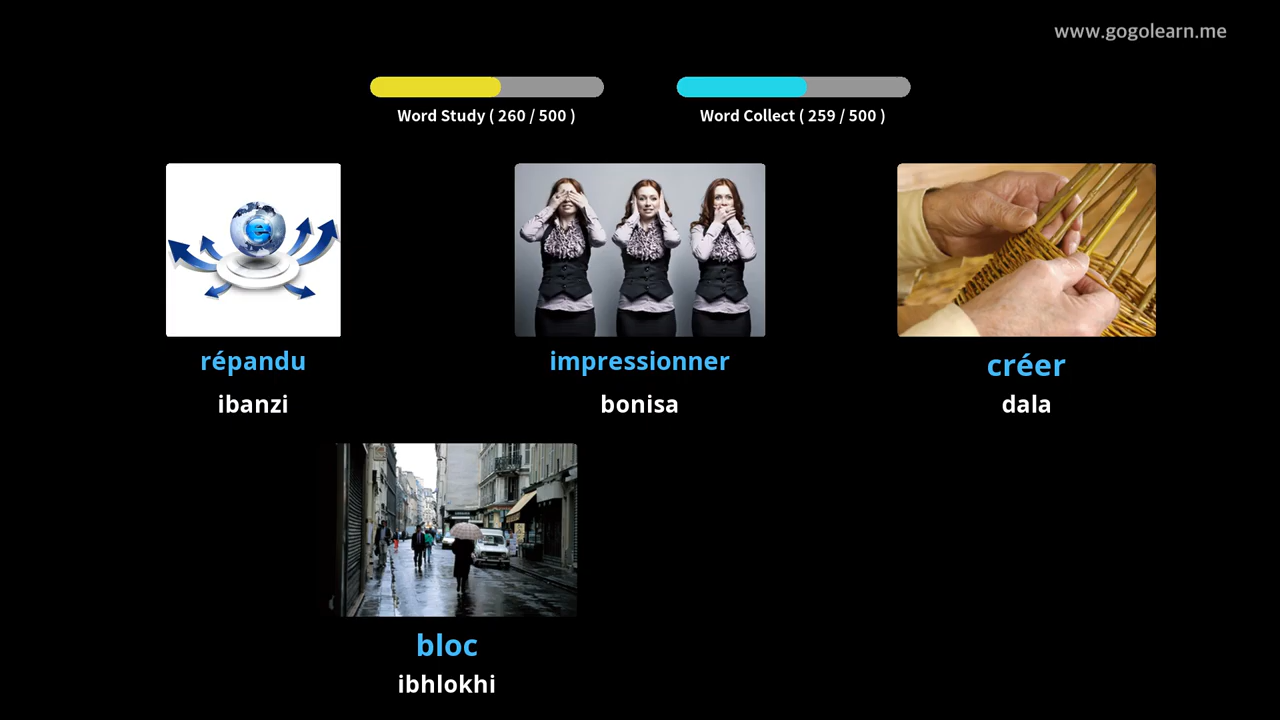 www.gogolearn.me
Word Study ( 260 / 500 )
Word Collect ( 259 / 500 )
répandu
impressionner
créer
ibanzi
bonisa
dala
bloc
ibhlokhi